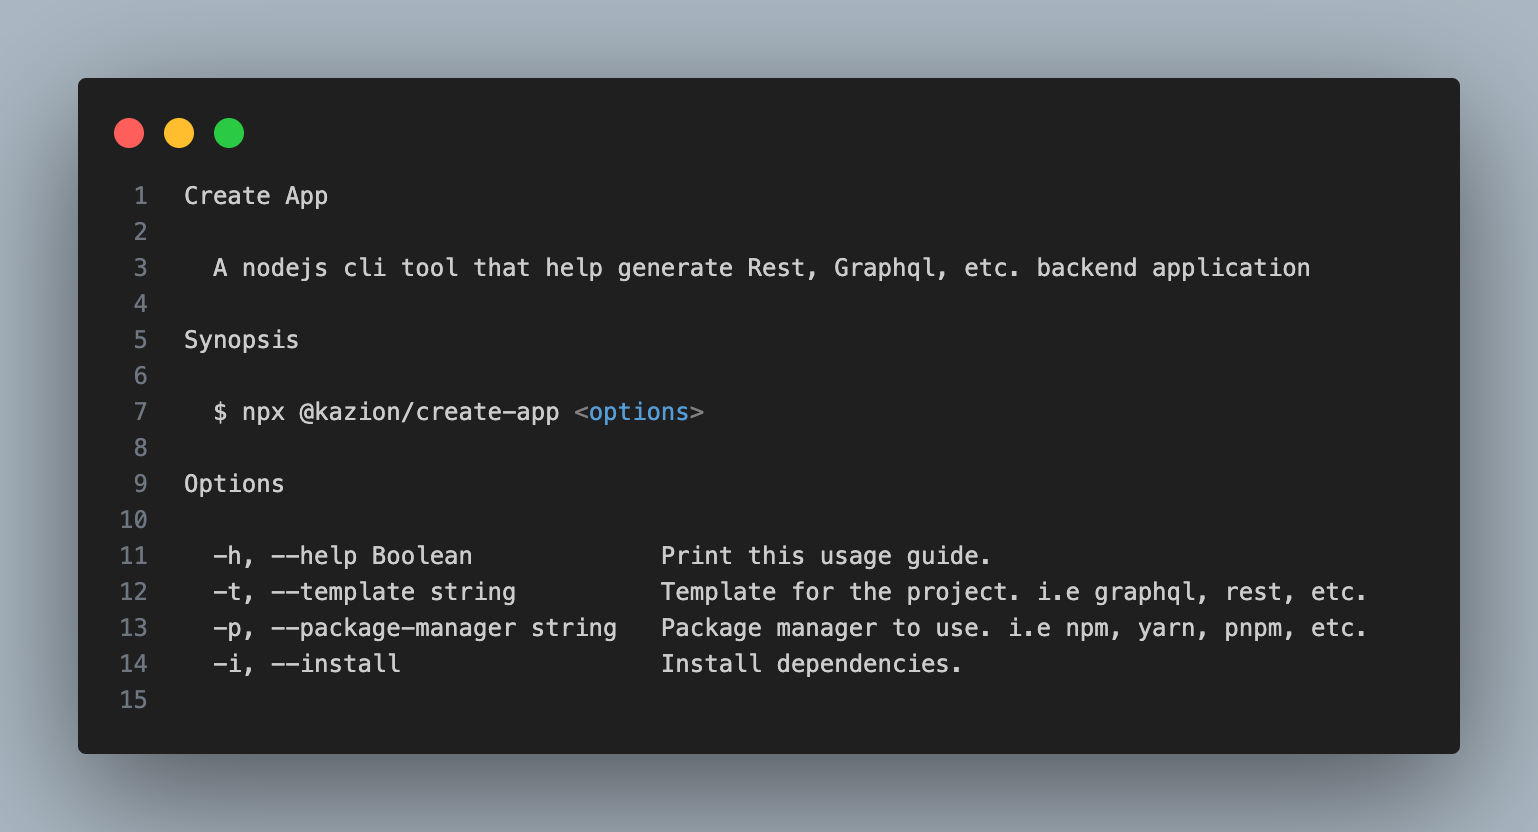 1 Create App
2
3 A nodejs cli tool that help generate Rest, Graphql, etc. backend application
4
5 Synopsis
6
7 $ npx @kazion/create-app <options>
8
9 Options
10
11 -h, --help Boolean Print this usage guide.
12 -t, --template string Template for the project. i.e graphql, rest, etc.
13 -p, --package-manager string Package manager to use. i.e npm, yarn, pnpm, etc.
14 -i, --install Install dependencies.
15